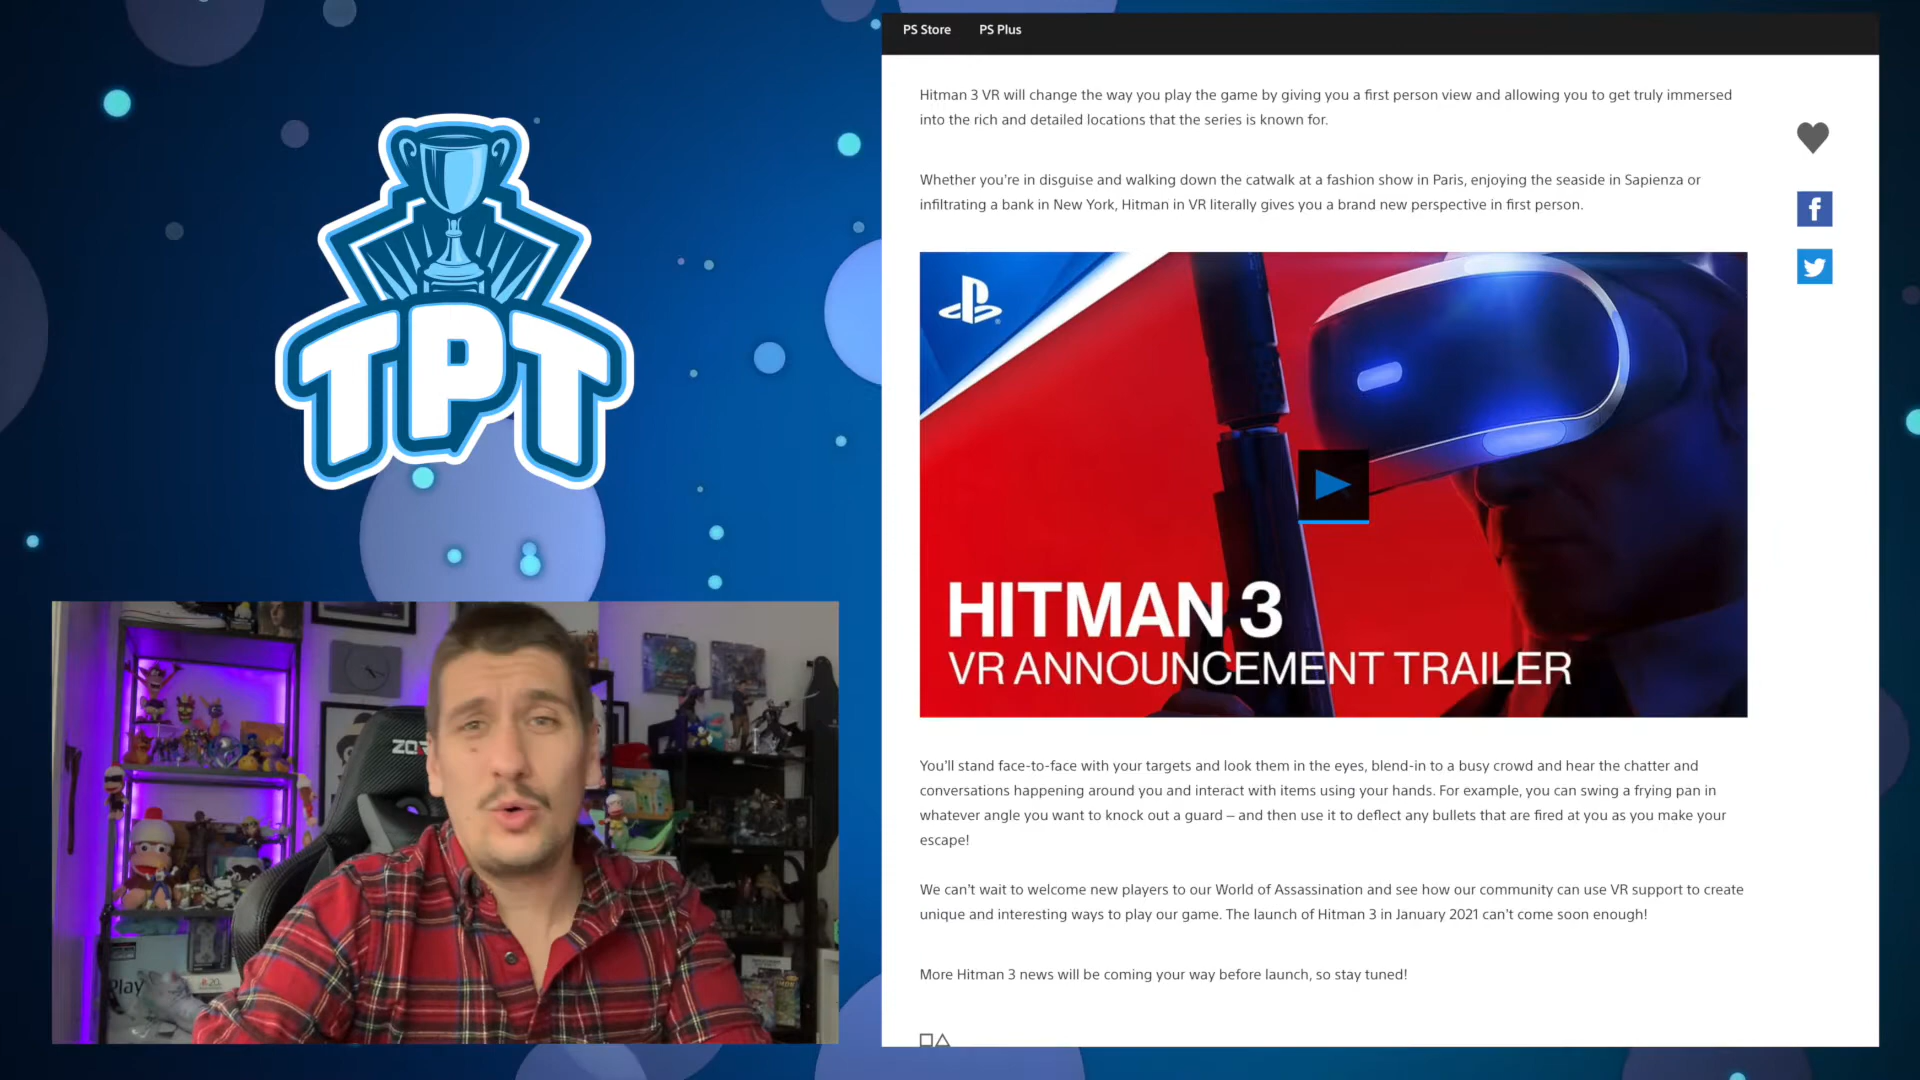 PS Store PS Plus
Hitman 3 VR will change the way you play the game by giving you a first person view and allowing you to get truly immersed
into the rich and detailed locations that the series is known for.
Whether you're in disguise and walking down the catwalk at a fashion show in Paris, enjoying the seaside in Sapienza or
infiltrating a bank in New York, Hitman in VR literally gives you a brand new perspective in first person.
HITMAN 3
VR ANNOUNCEMENT TRAILER
You'll stand face-to-face with your targets and look them in the eyes, blend-in to a busy crowd and hear the chatter and
conversations happening around you and interact with items using your hands. For example, you can swing a frying pan in
whatever angle you want to knock out a guard – and then use it to deflect any bullets that are fired at you as you make your
escape!
We can't wait to welcome new players to our World of Assassination and see how our community can use VR support to create
unique and interesting ways to play our game. The launch of Hitman 3 in January 2021 can't come soon enough!
More Hitman 3 news will be coming your way before launch, so stay tuned!
TPT